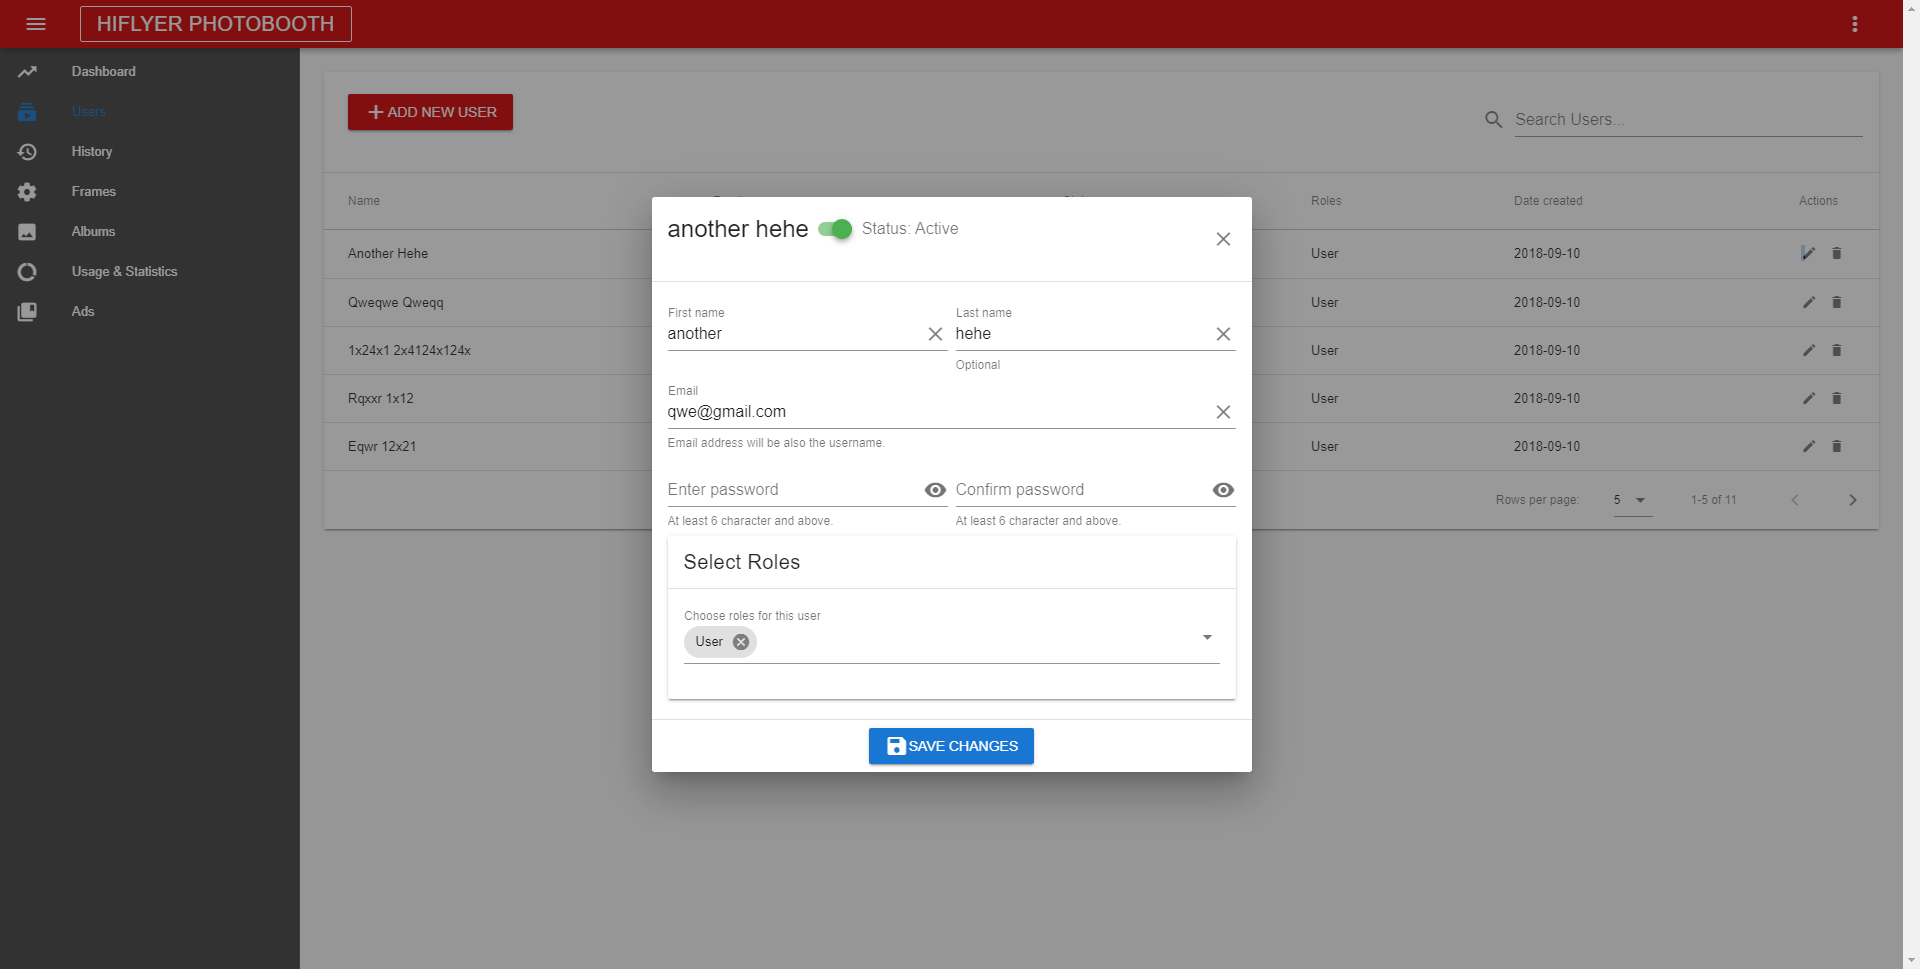 HIFLYER PHOTOBOOTH
Dashboard
Users
History
Frames
Albums
Usage & Statistics
Ads
ADD NEW USER
Search Users...
Name Roles Date created Actions
Another Hehe User 2018-09-10
Qweqwe Qweqq User 2018-09-10
1x24x1 2x4124x124x User 2018-09-10
Rqxxr 1x12 User 2018-09-10
Eqwr 12x21 User 2018-09-10
Rows per page: 5 1-5 of 11
another hehe Status: Active
First name Last name
another hehe
Optional
Email
qwe@gmail.com
Email address will be also the username.
Enter password Confirm password
At least 6 character and above. At least 6 character and above.
Select Roles
Choose roles for this user
User
SAVE CHANGES